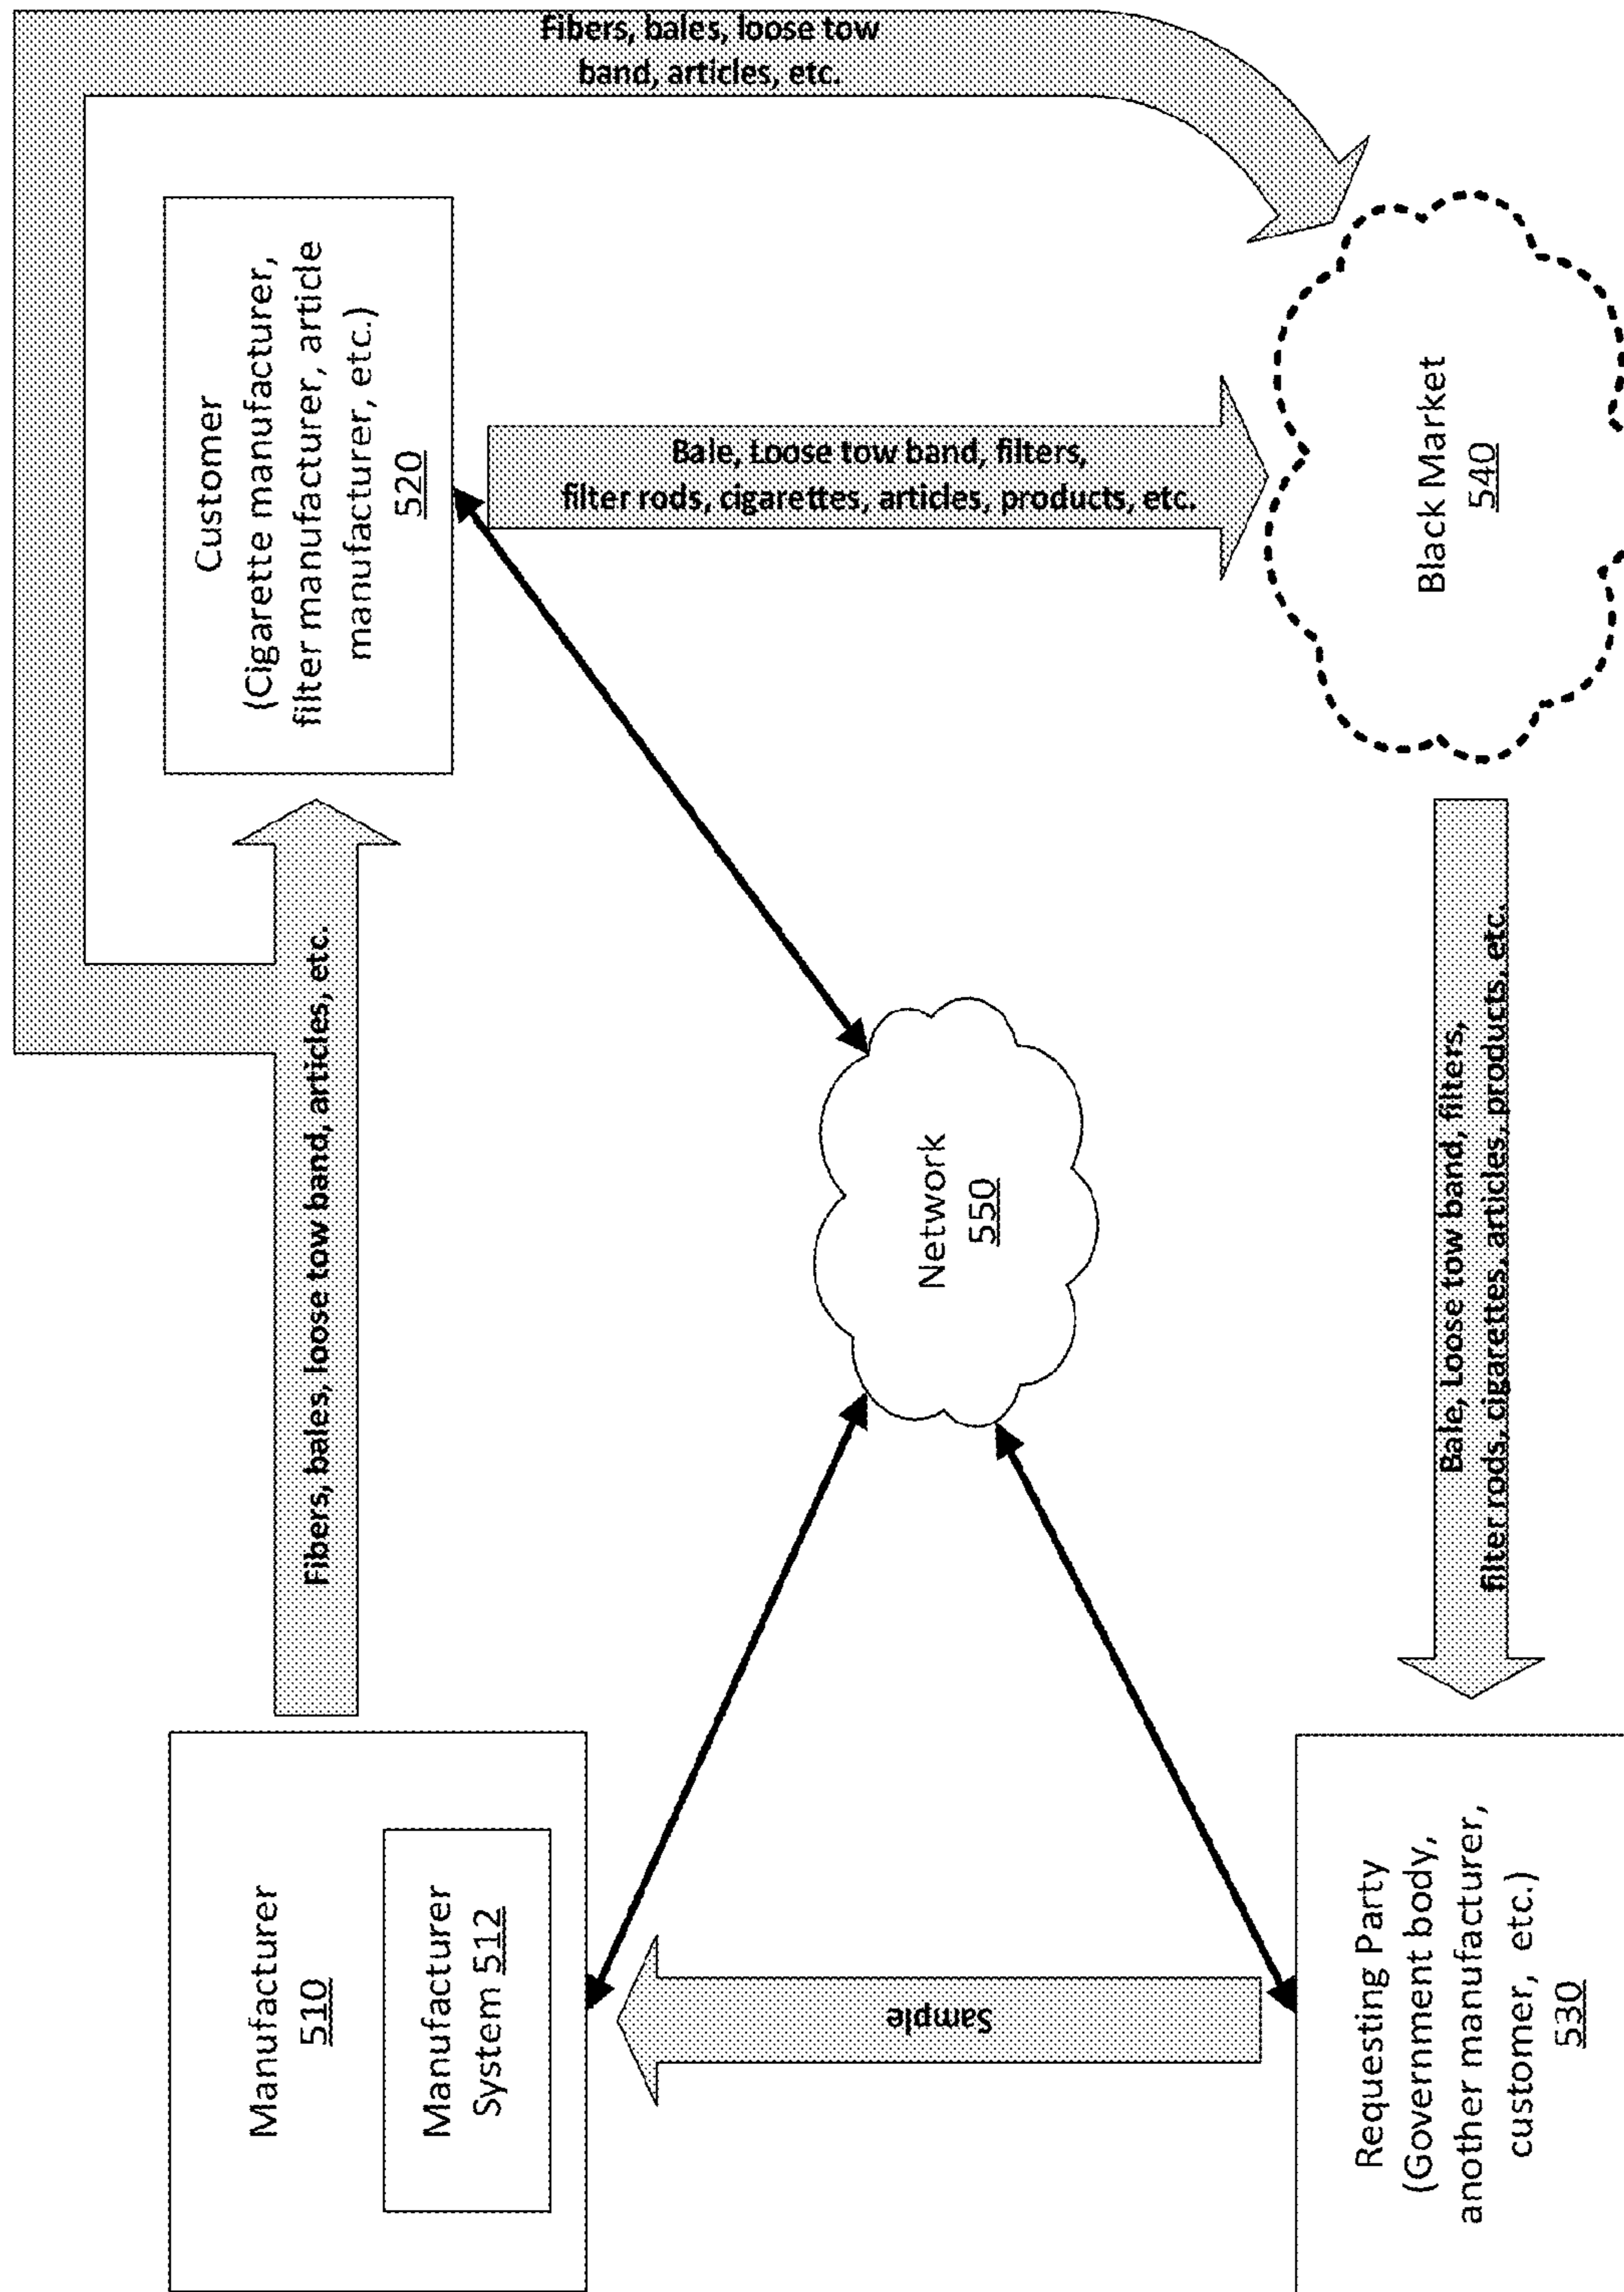 Manufacturer
510
Manufacturer
System 512
Fibers, bales, loose tow band, articles, etc.
Customer
(Cigarette manufacturer,
filter manufacturer, article
manufacturer, etc.)
520
Fibers, bales, loose tow
band, articles, etc.
Sample
Network
550
Bale, Loose tow band, filters,
filter rods, cigarettes, articles, products, etc.
Requesting Party
(Government body,
another manufacturer,
customer, etc.)
530
Bale, Loose tow band, filters,
filter rods, cigarettes, articles, products, etc.
Black Market
540